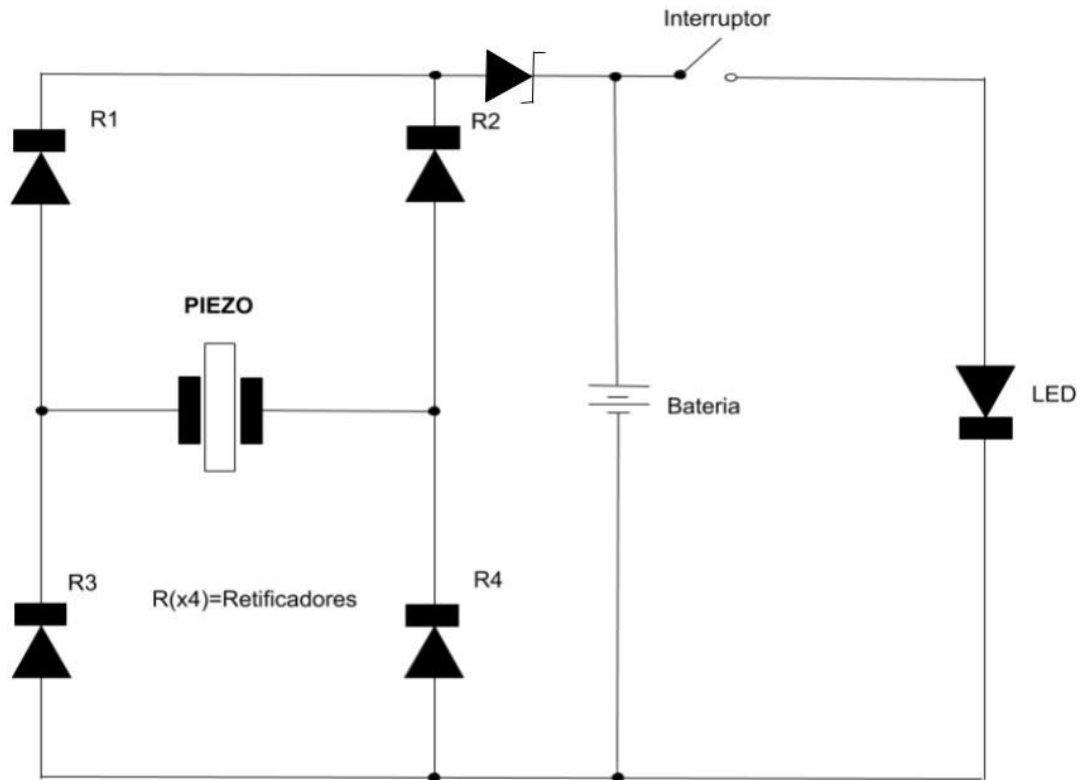 Interruptor
R1
R2
PIEZO
Bateria
LED
R3
R4
R(x4)=Retificadores